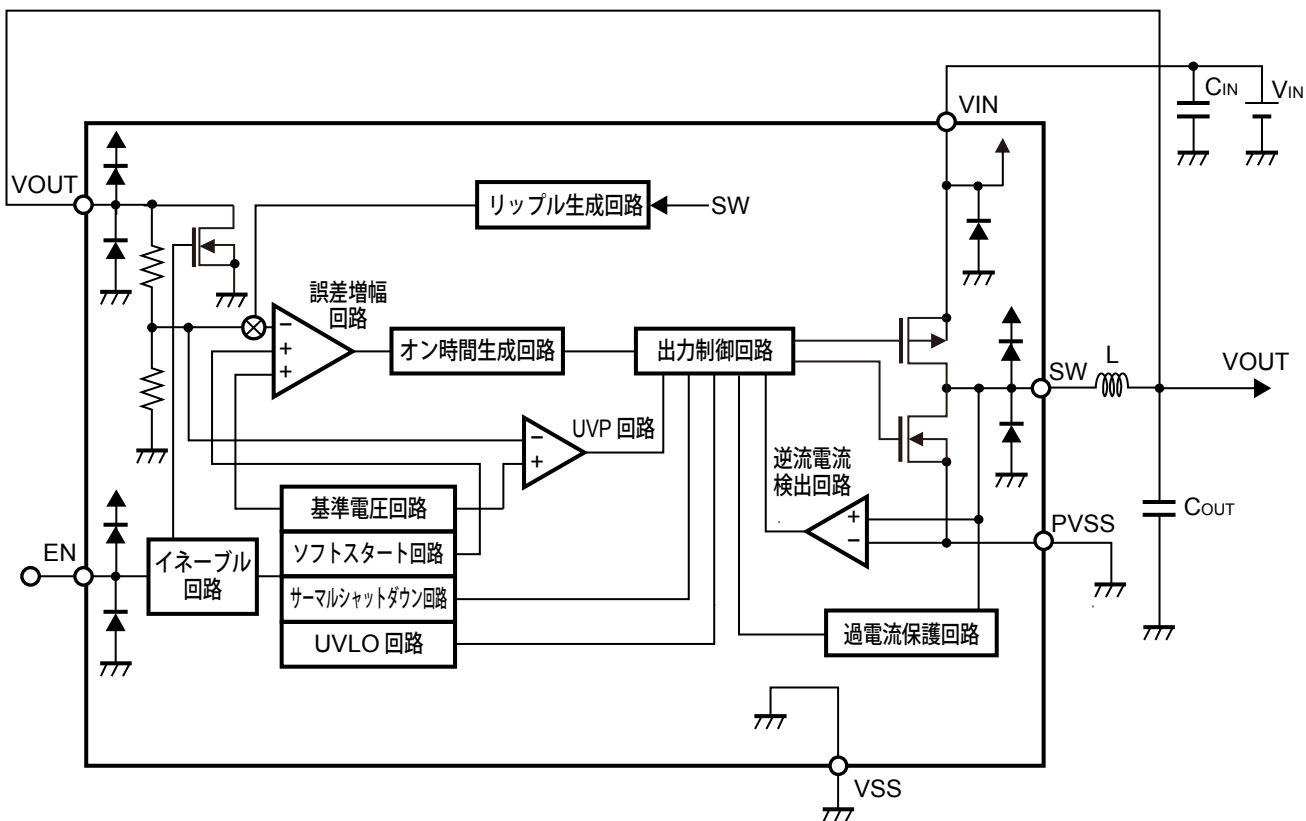 CIN
VIN
VIN
VOUT
リップル生成回路
SW
誤差増幅
回路
−
+
+
オン時間生成回路
出力制御回路
SW
L
VOUT
UVP 回路
−
+
逆流電流
検出回路
+
−
基準電圧回路
ソフトスタート回路
サーマルシャットダウン回路
UVLO 回路
EN
イネーブル
回路
PVSS
COUT
過電流保護回路
VSS